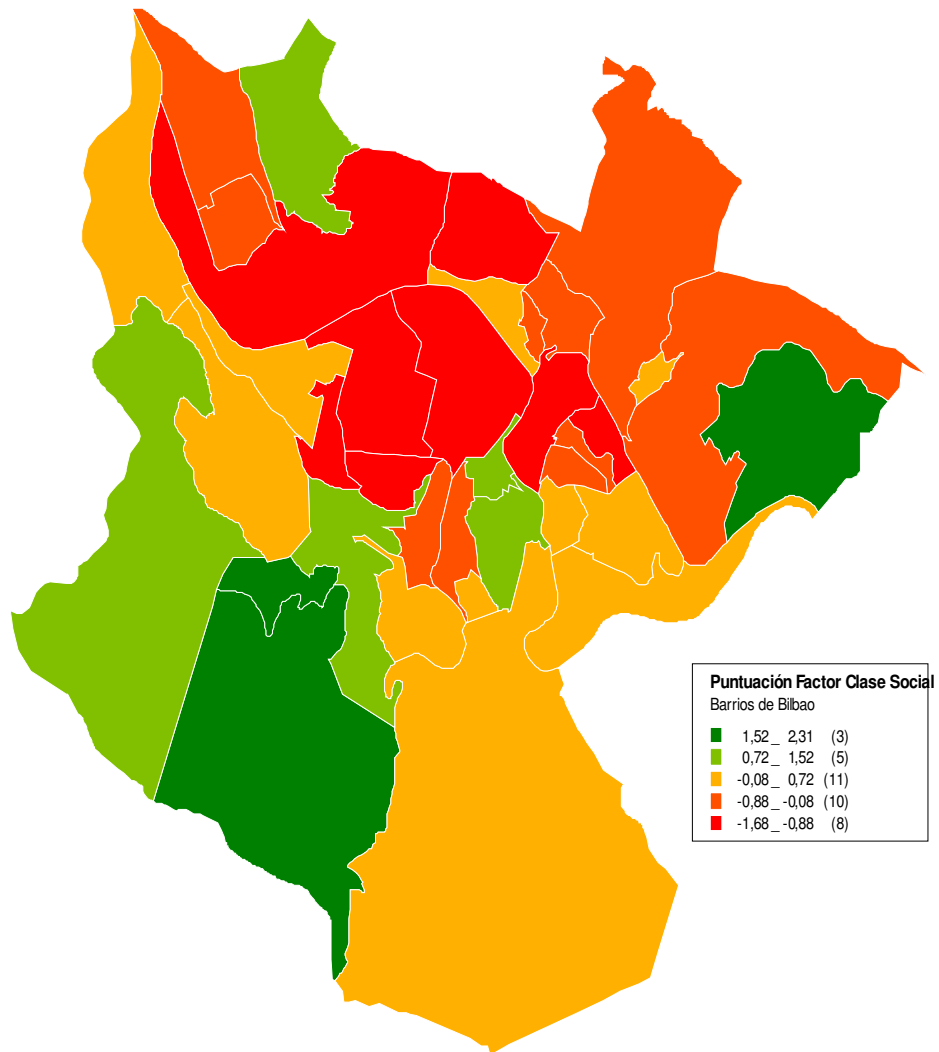 Puntuación Factor Clase Social
Barrios de Bilbao
1,52 _ 2,31 (3)
0,72 _ 1,52 (5)
-0,08 _ 0,72 (11)
-0,88 _ -0,08 (10)
-1,68 _ -0,88 (8)